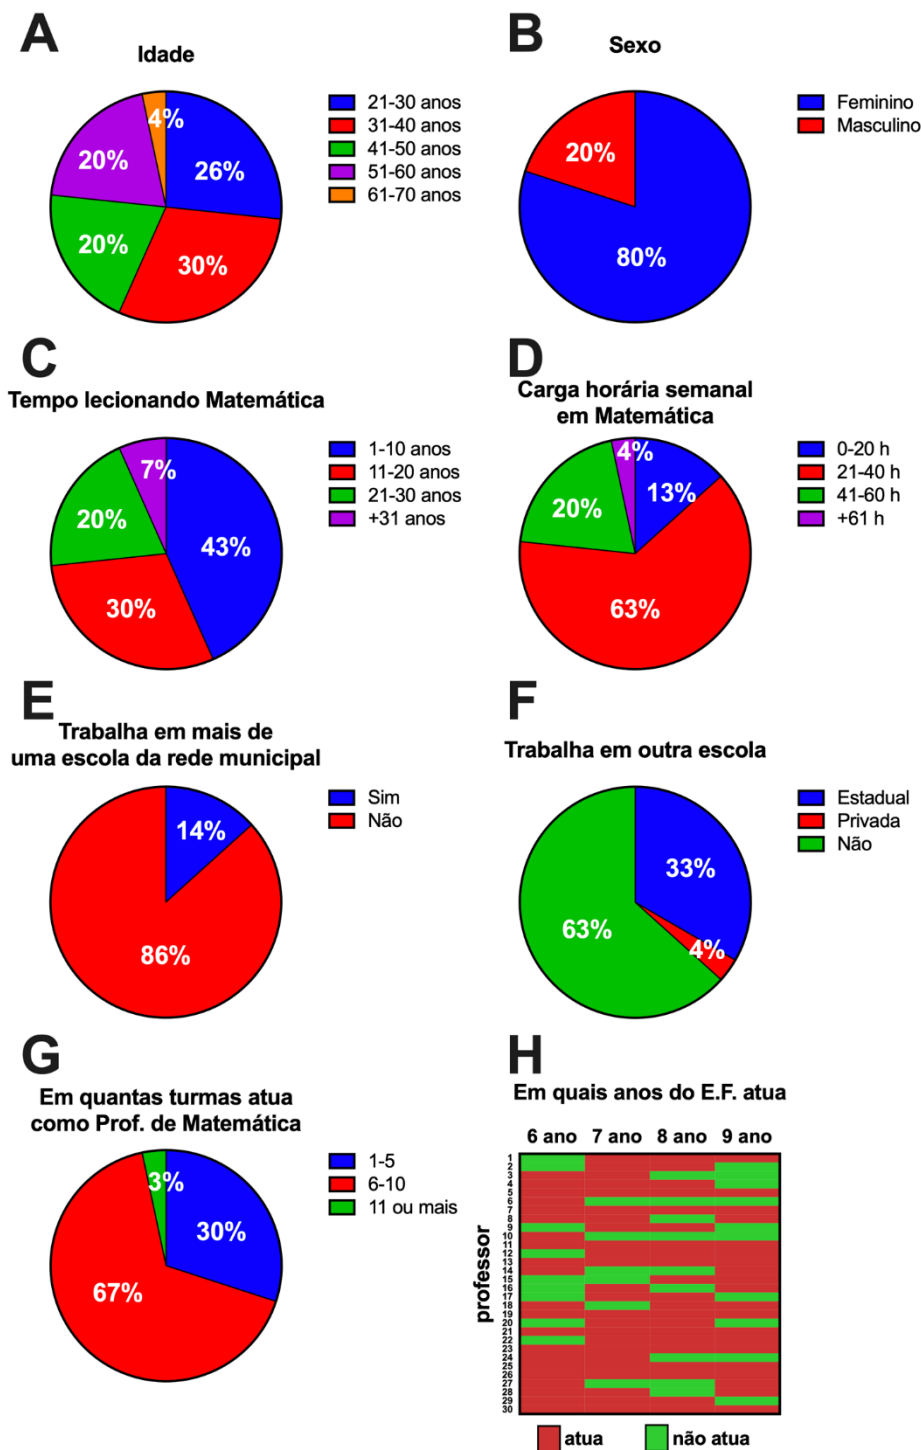 A
Idade
4%
26%
20%
20%
30%
21-30 anos
31-40 anos
41-50 anos
51-60 anos
61-70 anos
B
Sexo
20%
80%
Feminino
Masculino
C
Tempo lecionando Matemática
7%
20%
43%
30%
1-10 anos
11-20 anos
21-30 anos
+31 anos
D
Carga horária semanal
em Matemática
4%
13%
20%
63%
0-20 h
21-40 h
41-60 h
+61 h
E
Trabalha em mais de
uma escola da rede municipal
14%
86%
Sim
Não
F
Trabalha em outra escola
33%
63%
4%
Estadual
Privada
Não
G
Em quantas turmas atua
como Prof. de Matemática
3%
30%
67%
1-5
6-10
11 ou mais
H
Em quais anos do E.F. atua
6 ano 7 ano 8 ano 9 ano
professor
1
2
3
4
5
6
7
8
9
10
11
12
13
14
15
16
17
18
19
20
21
22
23
24
25
26
27
28
29
30
atua
não atua